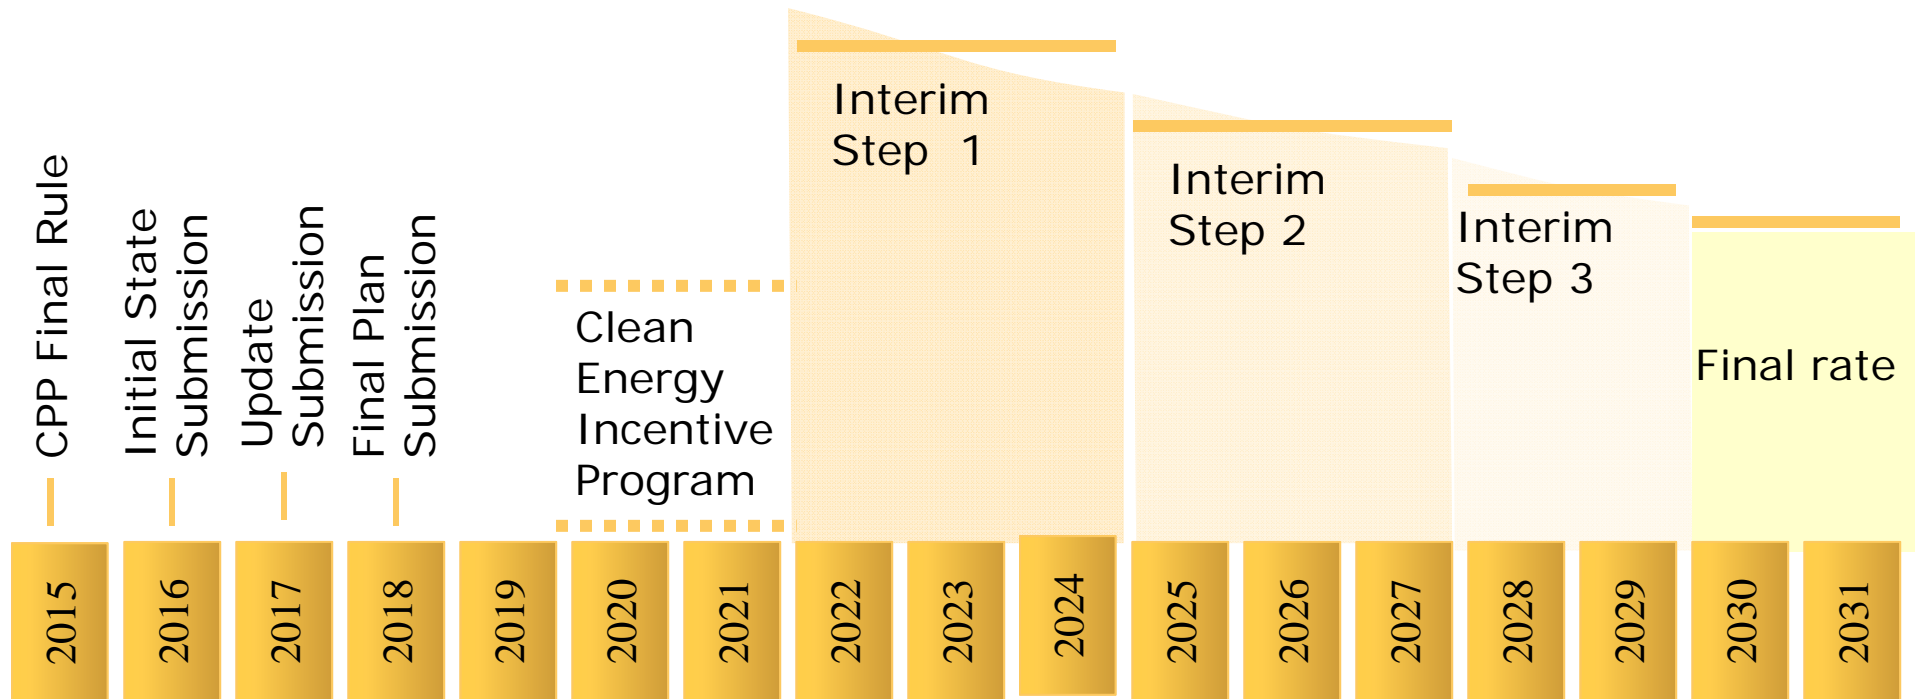 CPP Final Rule
Initial State
Submission
Update
Submission
Final Plan
Submission
Clean
Energy
Incentive
Program
Interim
Step 1
Interim
Step 2
Interim
Step 3
Final rate
2015
2016
2017
2018
2019
2020
2021
2022
2023
2024
2025
2026
2027
2028
2029
2030
2031